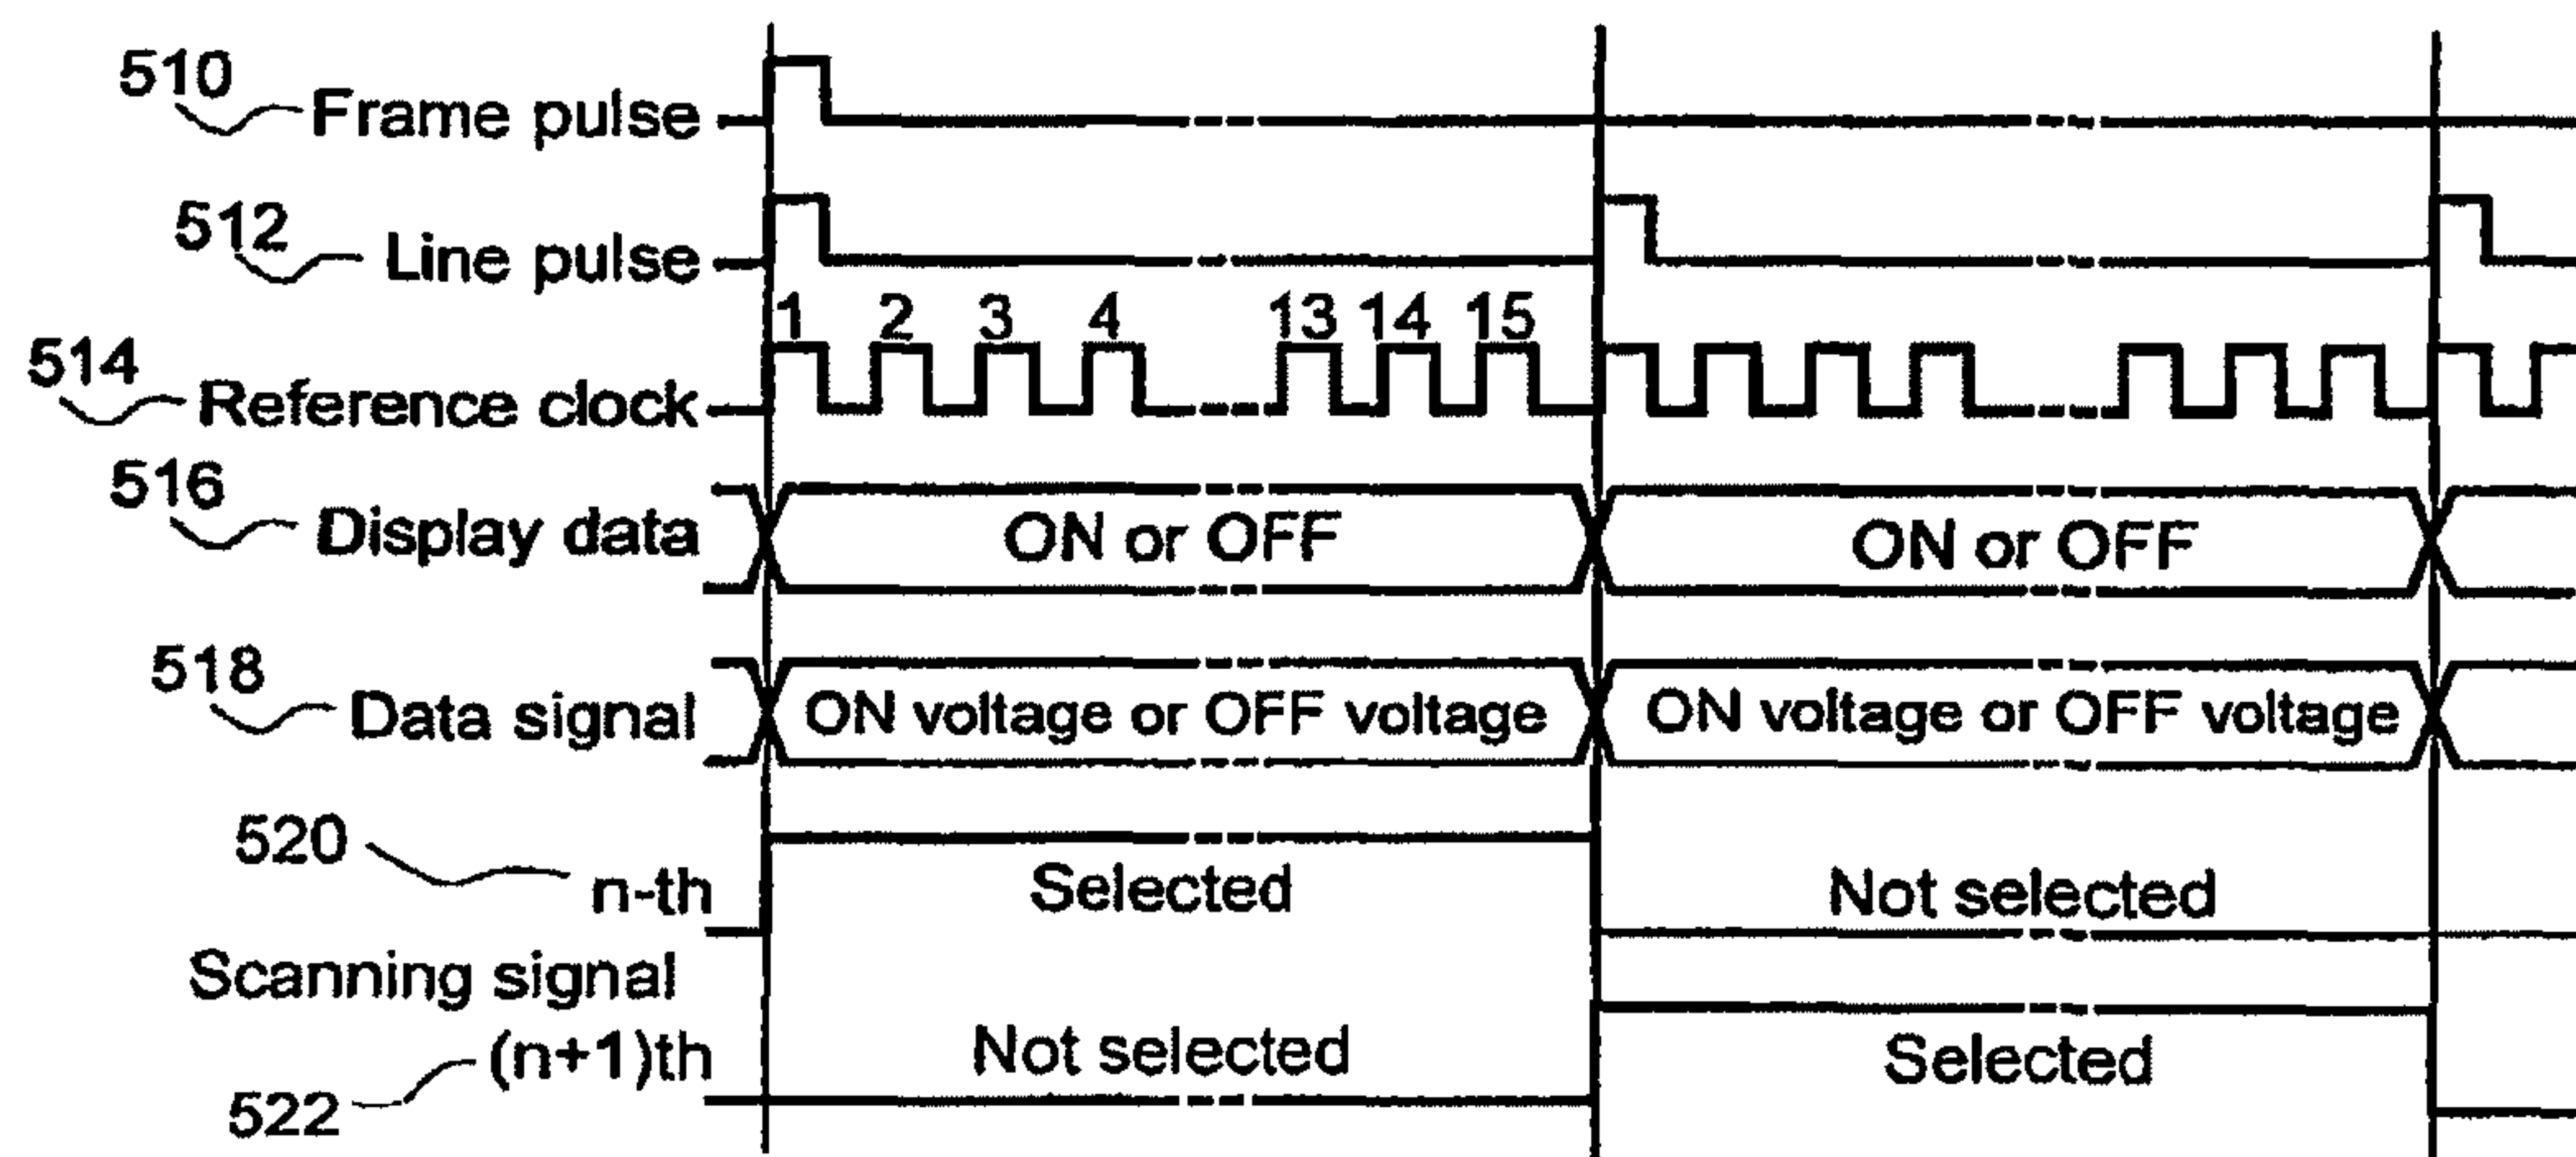 510 Frame pulse
512 Line pulse
1 2 3 4 13 14 15
514 Reference clock
516 Display data ON or OFF ON or OFF
518 Data signal ON voltage or OFF voltage ON voltage or OFF voltage
520 n-th Selected Not selected
Scanning signal
522 (n+1)th Not selected Selected